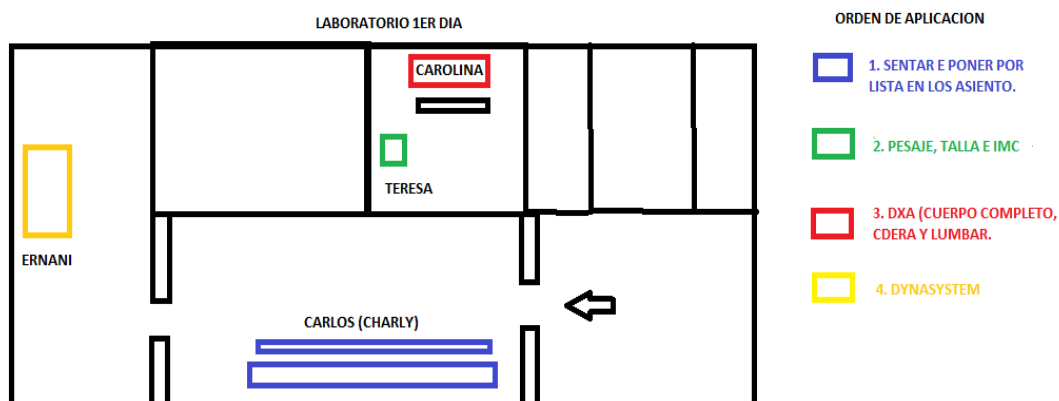 LABORATORIO 1ER DIA
ORDEN DE APLICACION
CAROLINA
TERESA
ERNANI
CARLOS (CHARLY)
1. SENTAR E PONER POR
LISTA EN LOS ASIENTO.
2. PESAJE, TALLA E IMC
3. DXA (CUERPO COMPLETO,
CDERA Y LUMBAR.
4. DYNASYSTEM